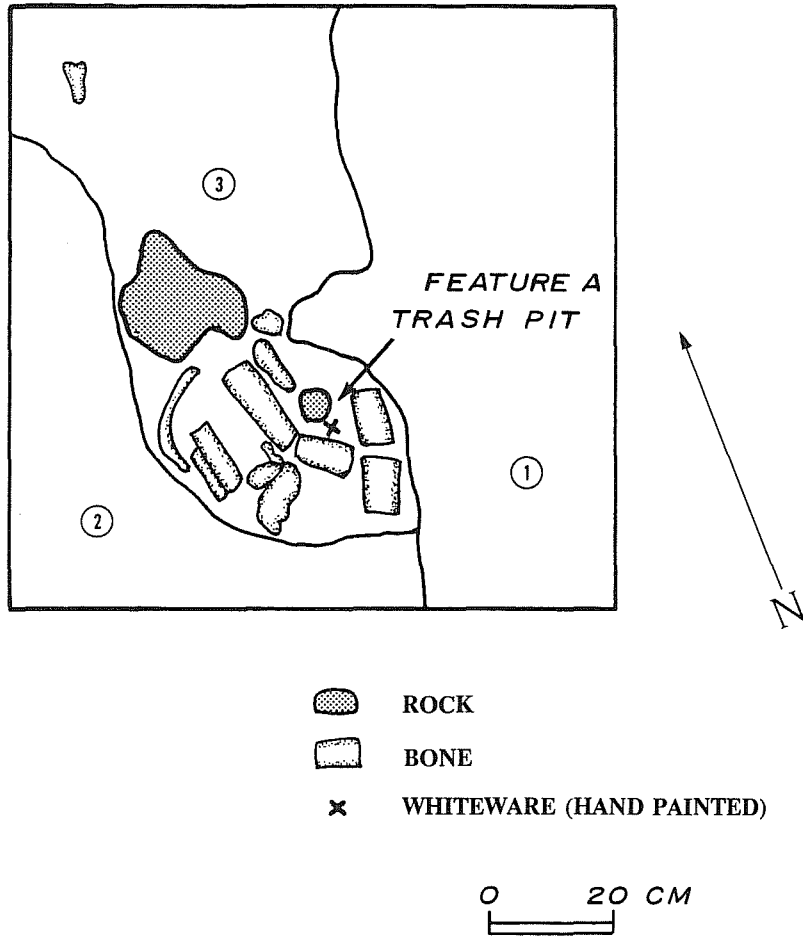 ③
FEATURE A
TRASH PIT
①
②
N
ROCK
BONE
WHITEWARE (HAND PAINTED)
0 20 CM